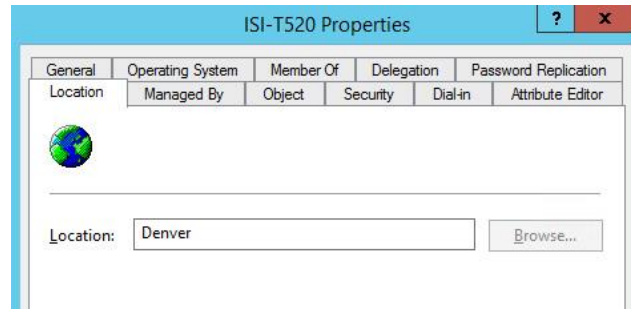 ISI-T520 Properties
? x
General Operating System Member Of Delegation Password Replication
Location Managed By Object Security Dial-in Attribute Editor
Location: Denver Browse...